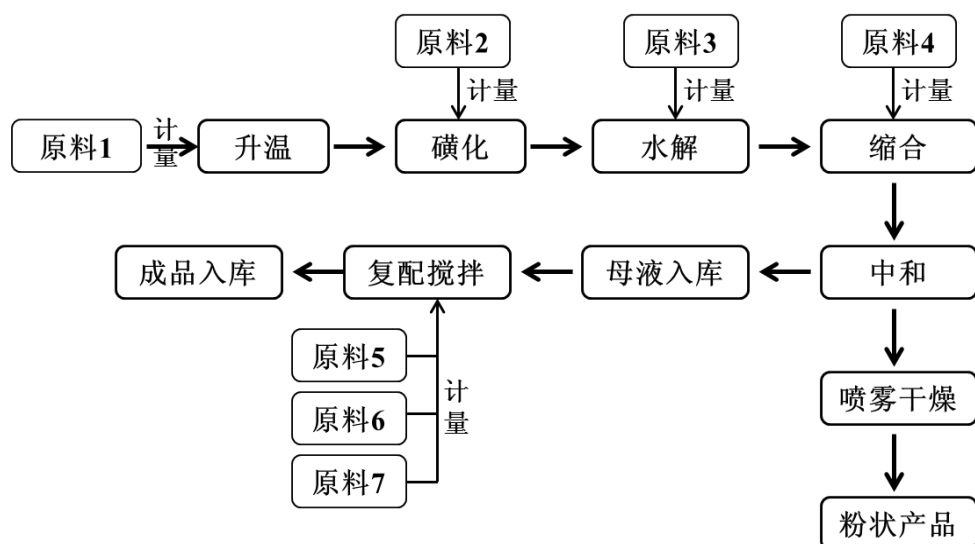 原料2
原料3
原料4
计量
计量
计量
原料1
计量
升温
磺化
水解
缩合
成品入库
复配搅拌
母液入库
中和
原料5
原料6
原料7
计量
喷雾干燥
粉状产品